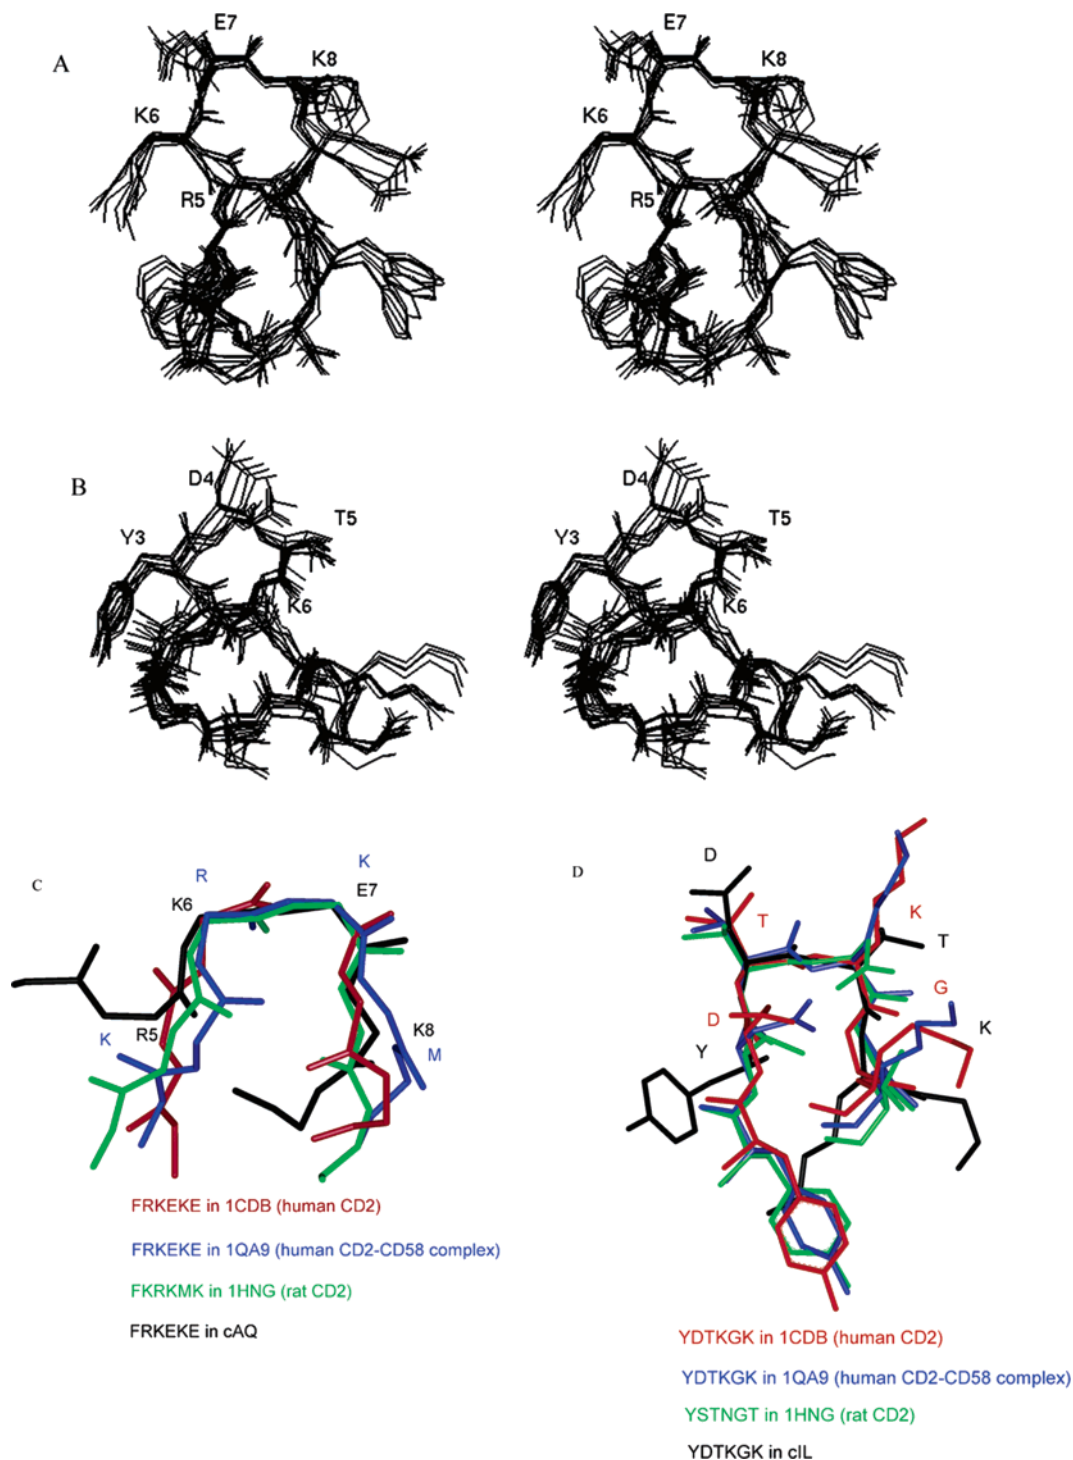 A
E7
K8
K6
R5
E7
K8
K6
R5
B
D4
T5
Y3
K6
D4
T5
Y3
K6
C
R
K
K6
E7
R5
K
K8
M
FRKEKE in 1CDB (human CD2)
FRKEKE in 1QA9 (human CD2-CD58 complex)
FKRKMK in 1HNG (rat CD2)
FRKEKE in cAQ
D
D
T
K
T
G
D
K
Y
YDTKGK in 1CDB (human CD2)
YDTKGK in 1QA9 (human CD2-CD58 complex)
YSTNGT in 1HNG (rat CD2)
YDTKGK in cIL